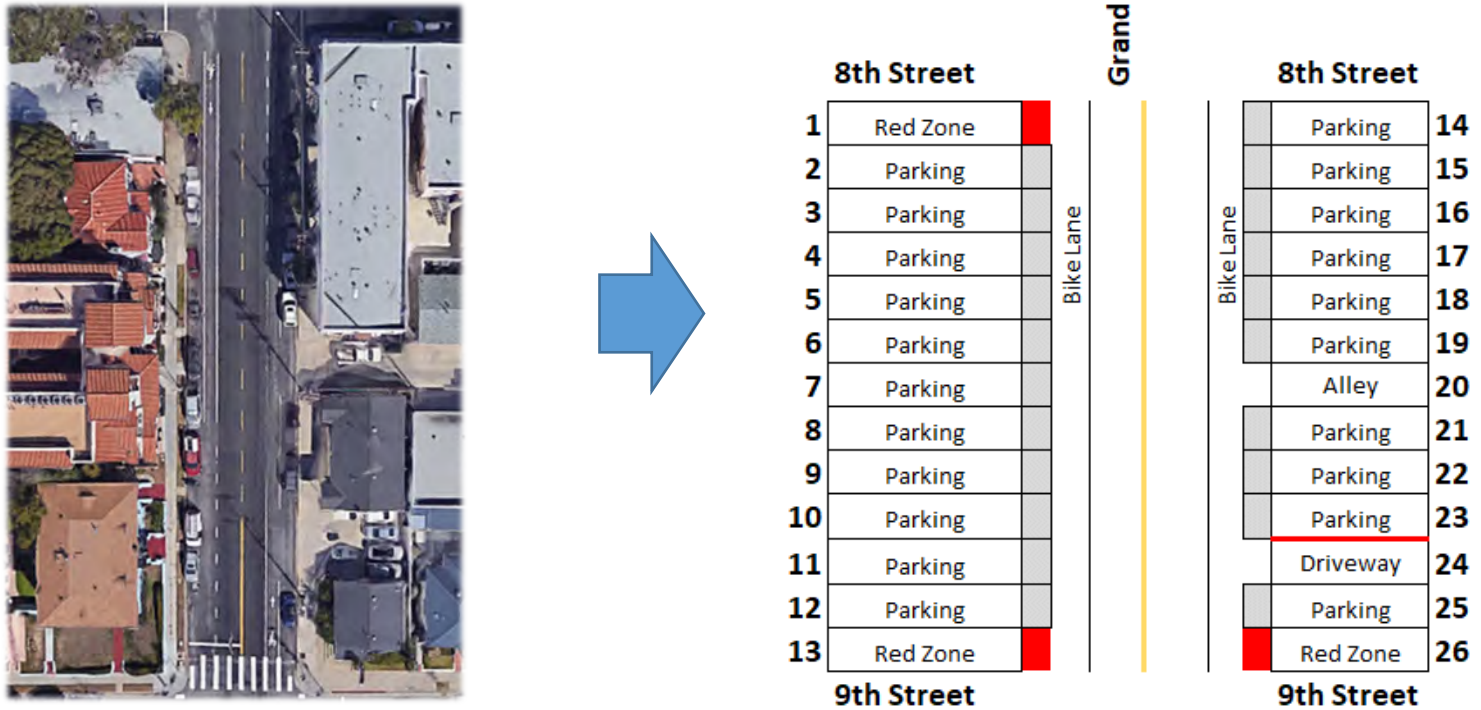 Grand
8th Street
8th Street
1 Red Zone
2 Parking
3 Parking
4 Parking
5 Parking
6 Parking
7 Parking
8 Parking
9 Parking
10 Parking
11 Parking
12 Parking
13 Red Zone
9th Street
Bike Lane
Bike Lane
Parking 14
Parking 15
Parking 16
Parking 17
Parking 18
Parking 19
Alley 20
Parking 21
Parking 22
Parking 23
Driveway 24
Parking 25
Red Zone 26
9th Street